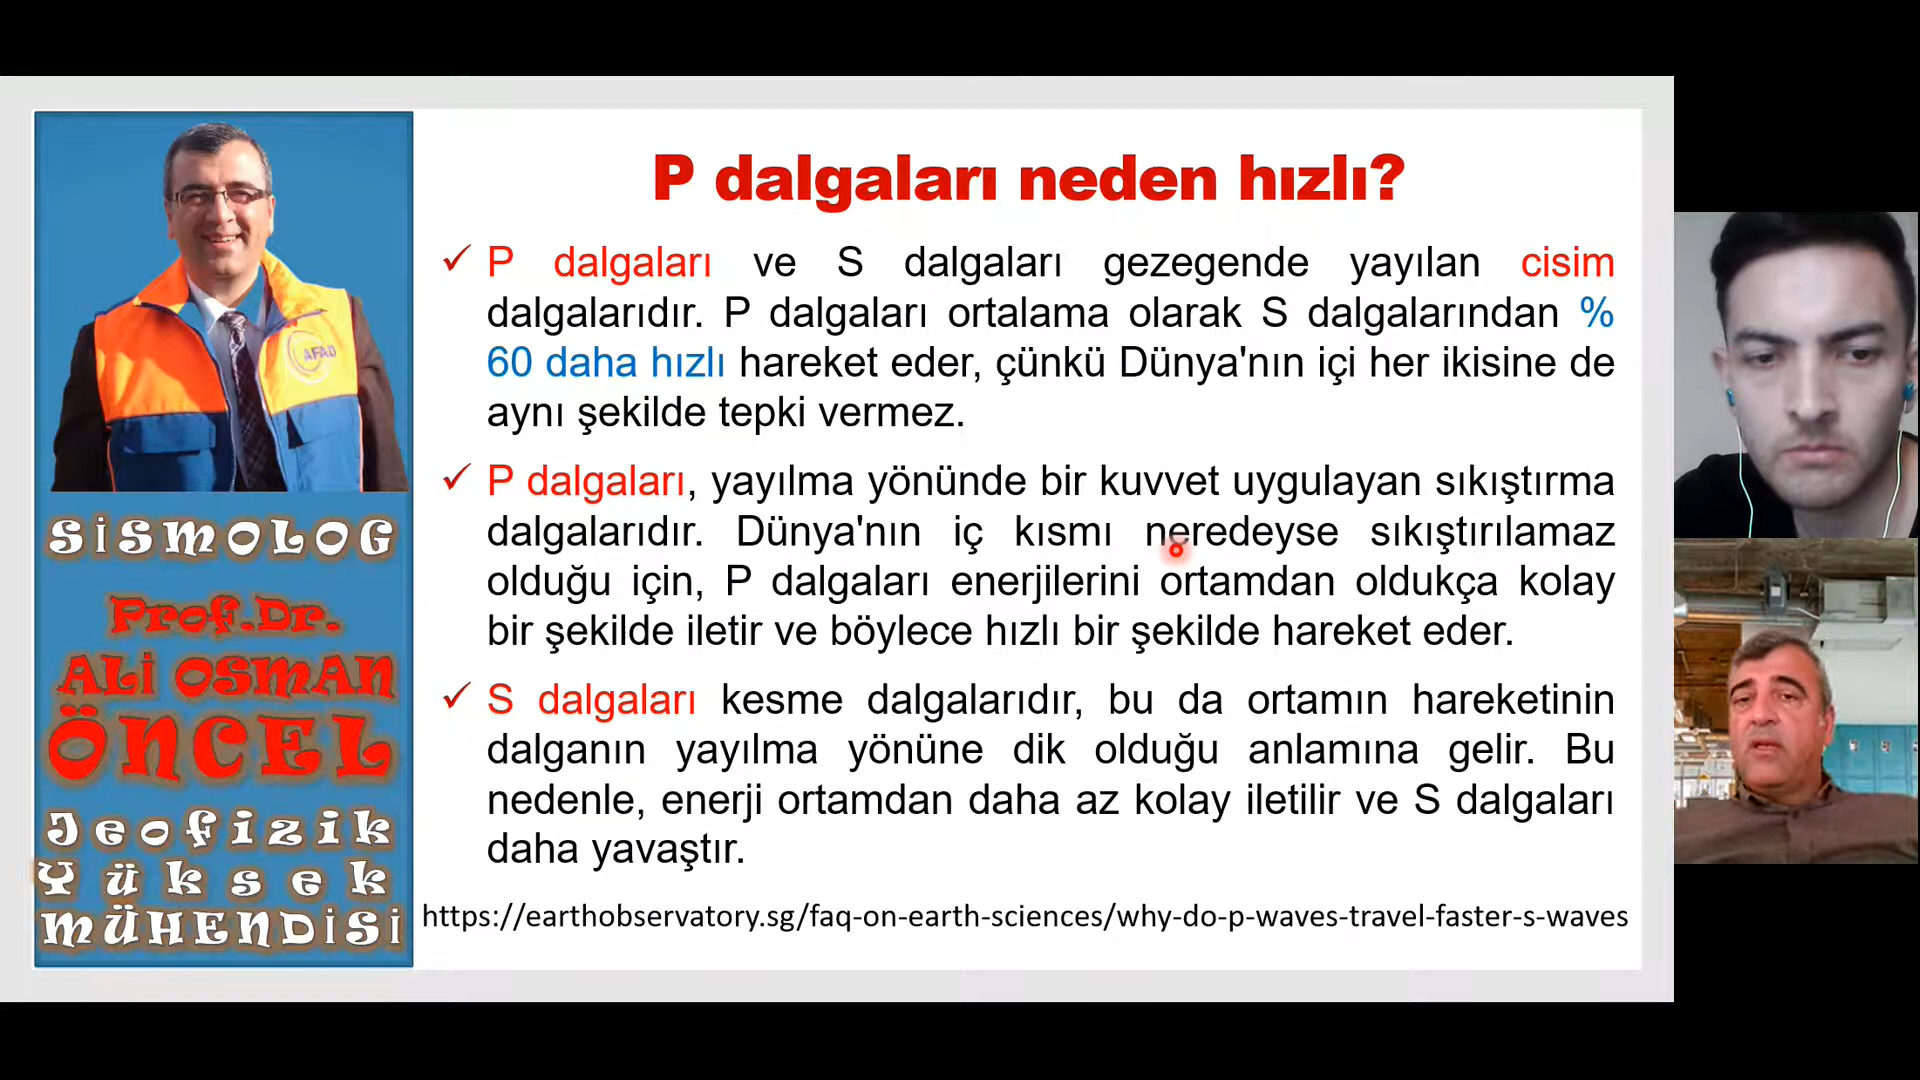 P dalgaları neden hızlı?
✓ P dalgaları ve S dalgaları gezegende yayılan cisim
dalgalarıdır. P dalgaları ortalama olarak S dalgalarından %
60 daha hızlı hareket eder, çünkü Dünya'nın içi her ikisine de
aynı şekilde tepki vermez.
✓ P dalgaları, yayılma yönünde bir kuvvet uygulayan sıkıştırma
dalgalarıdır. Dünya'nın iç kısmı neredeyse sıkıştırılamaz
olduğu için, P dalgaları enerjilerini ortamdan oldukça kolay
bir şekilde iletir ve böylece hızlı bir şekilde hareket eder.
✓ S dalgaları kesme dalgalarıdır, bu da ortamın hareketinin
dalganın yayılma yönüne dik olduğu anlamına gelir. Bu
nedenle, enerji ortamdan daha az kolay iletilir ve S dalgaları
daha yavaştır.
https://earthobservatory.sg/faq-on-earth-sciences/why-do-p-waves-travel-faster-s-waves
AFAD
SİSMOLOG
Prof.Dr.
ALİ OSMAN
ÖNCEL
Jeofizik
Yüksek
MÜHENDİSİ